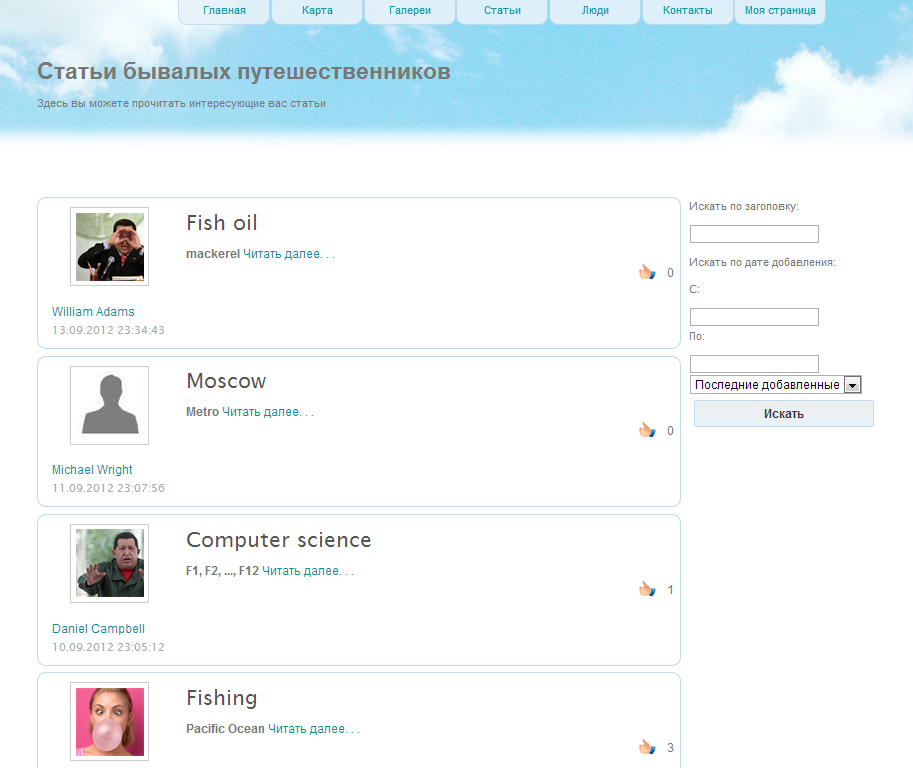 Главная Карта Галереи Статьи Люди Контакты Моя страница
Статьи бывалых путешественников
Здесь вы можете прочитать интересующие вас статьи
Fish oil
mackerel Читать далее. . .
0
William Adams
13.09.2012 23:34:43
Moscow
Metro Читать далее. . .
0
Michael Wright
11.09.2012 23:07:56
Computer science
F1, F2, ..., F12 Читать далее. . .
1
Daniel Campbell
10.09.2012 23:05:12
Fishing
Pacific Ocean Читать далее. . .
3
Искать по заголовку:
Искать по дате добавления:
С:
По:
Последние добавленные
Искать